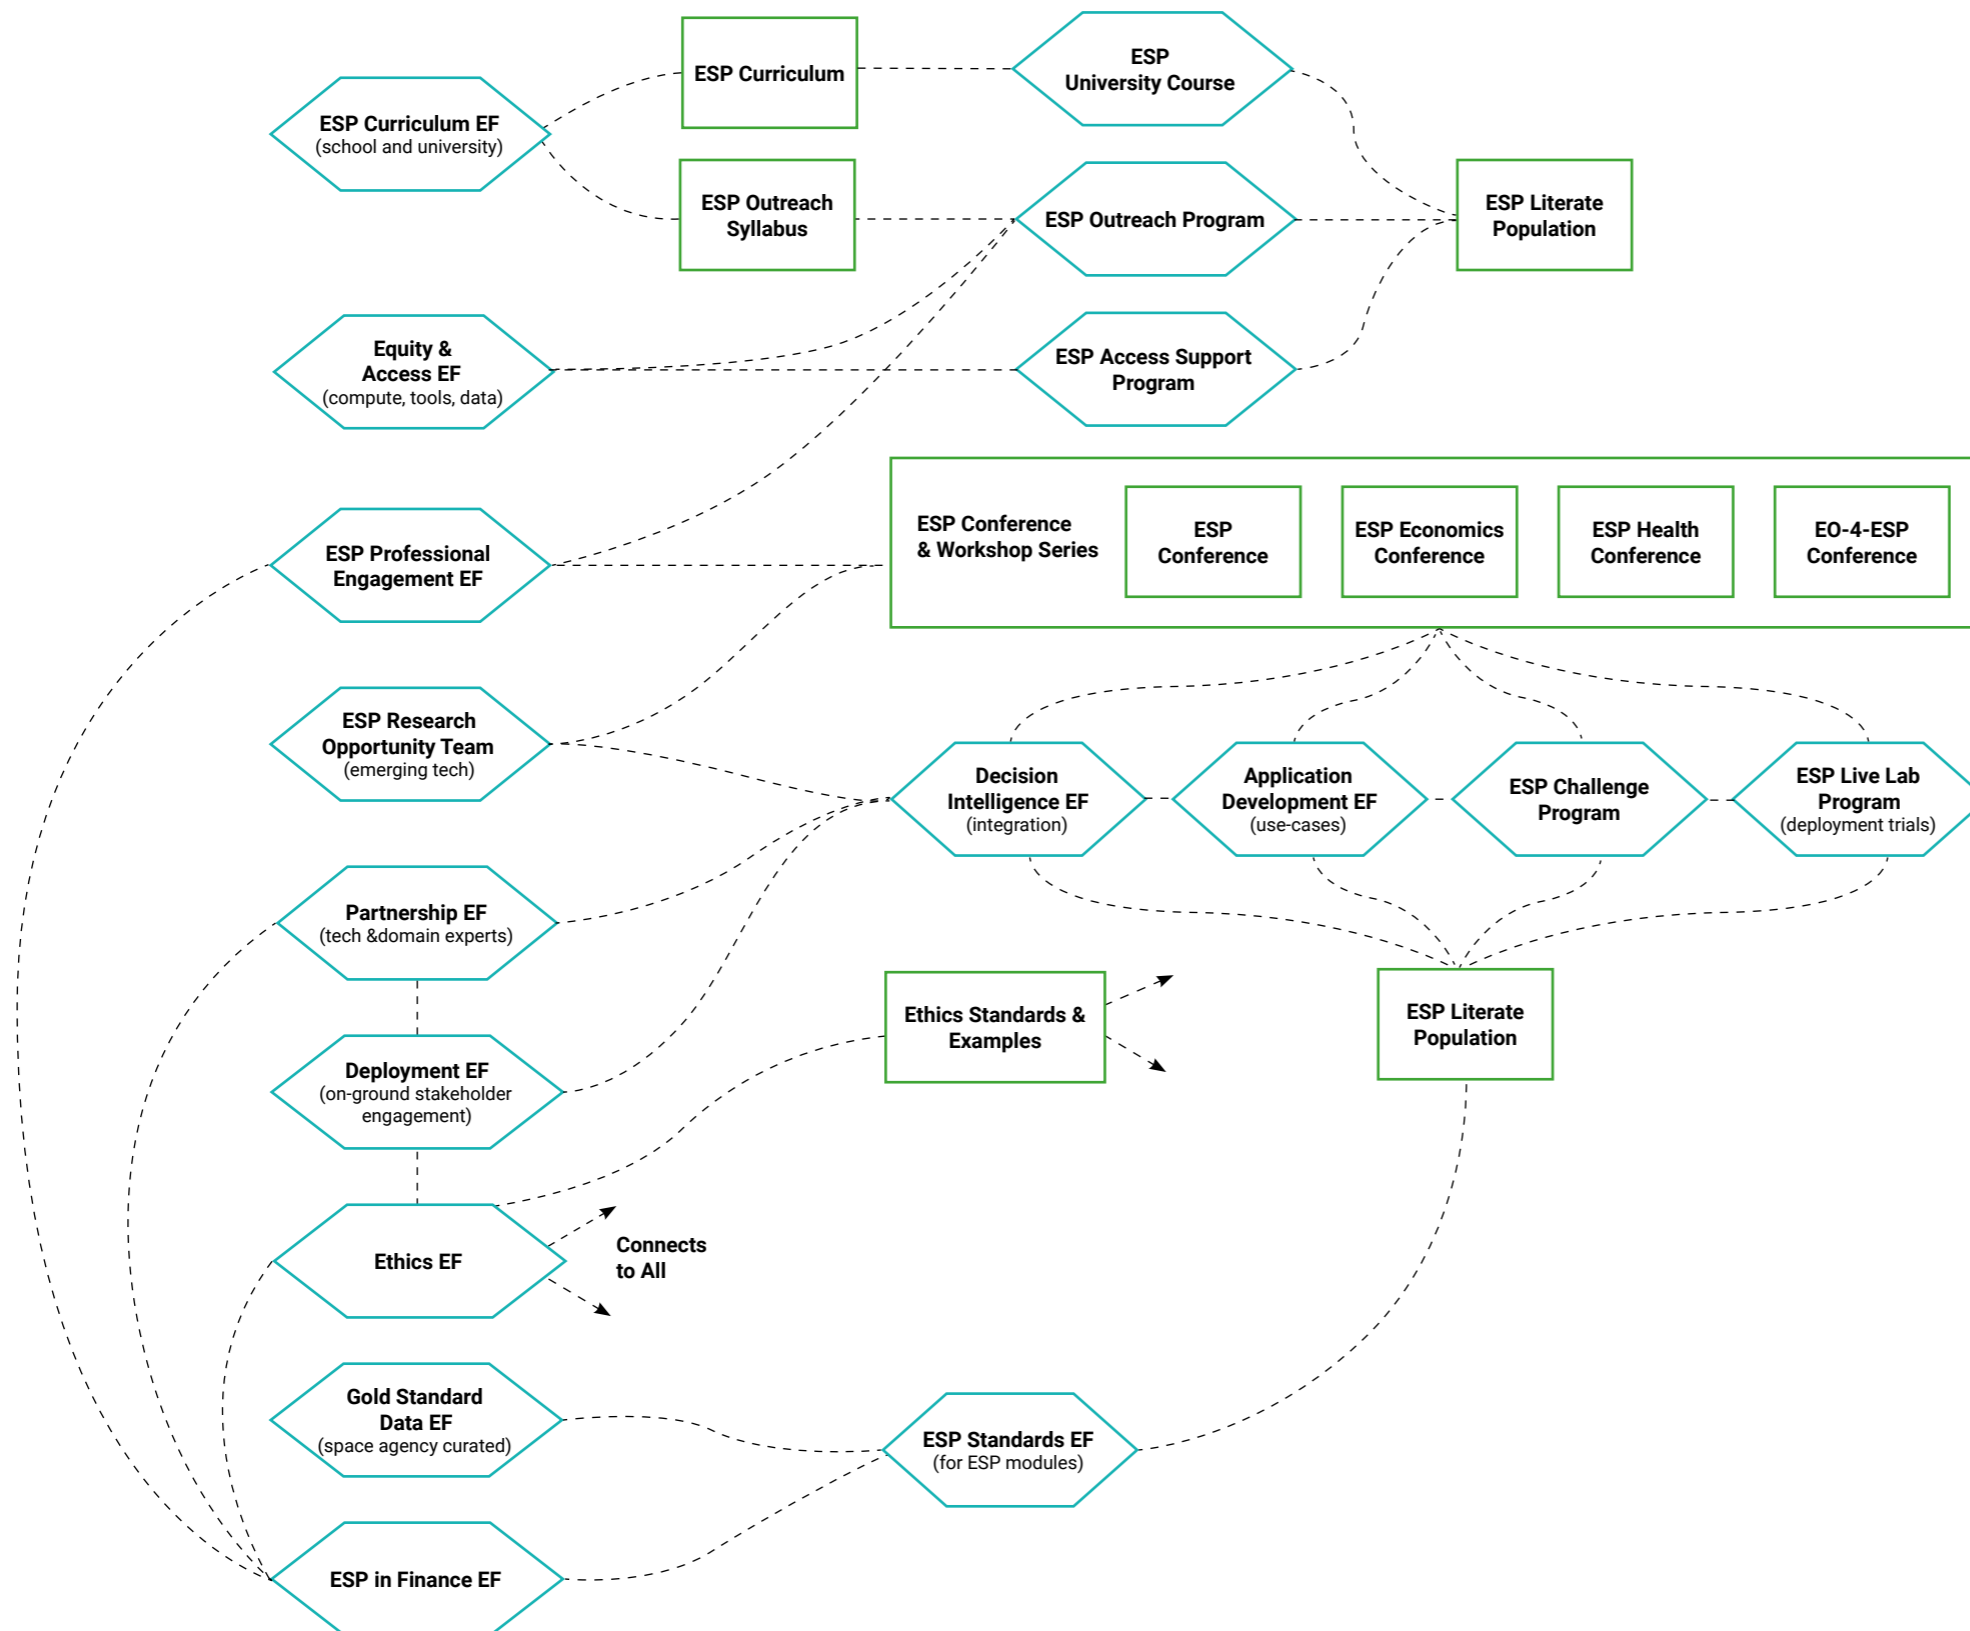 ESP Curriculum EF
(school and university)
ESP Curriculum
ESP
University Course
ESP Outreach
Syllabus
ESP Outreach Program
ESP Literate
Population
Equity &
Access EF
(compute, tools, data)
ESP Access Support
Program
ESP Professional
Engagement EF
ESP Conference
& Workshop Series
ESP
Conference
ESP Economics
Conference
ESP Health
Conference
EO-4-ESP
Conference
ESP Research
Opportunity Team
(emerging tech)
Decision
Intelligence EF
(integration)
Application
Development EF
(use-cases)
ESP Challenge
Program
ESP Live Lab
Program
(deployment trials)
Partnership EF
(tech &domain experts)
Ethics Standards &
Examples
ESP Literate
Population
Deployment EF
(on-ground stakeholder
engagement)
Ethics EF
Connects
to All
Gold Standard
Data EF
(space agency curated)
ESP Standards EF
(for ESP modules)
ESP in Finance EF